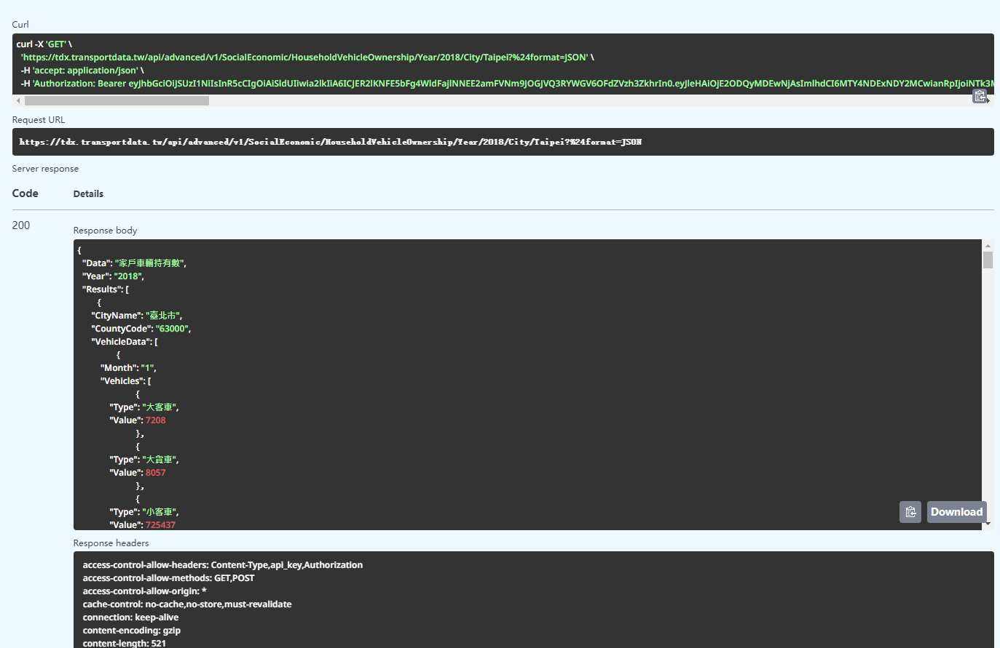 Curl
curl -X 'GET' \
'https://tdx.transportdata.tw/api/advanced/v1/SocialEconomic/HouseholdVehicleOwnership/Year/2018/City/Taipei?%24format=JSON' \
-H 'accept: application/json' \
-H 'Authorization: Bearer
Request URL
https://tdx.transportdata.tw/api/advanced/v1/SocialEconomic/HouseholdVehicleOwnership/Year/2018/City/Taipei?%24format=JSON
Server response
Code Details
200
Response body
{
"Data": "家戶車輛持有數",
"Year": "2018",
"Results": [
{
"CityName": "臺北市",
"CountyCode": "63000",
"VehicleData": [
{
"Month": "1",
"Vehicles": [
{
"Type": "大客車",
"Value": 7208
},
{
"Type": "大貨車",
"Value": 8057
},
{
"Type": "小客車",
"Value": 725437
Download
Response headers
access-control-allow-headers: Content-Type,api_key,Authorization
access-control-allow-methods: GET,POST
access-control-allow-origin: *
cache-control: no-cache,no-store,must-revalidate
connection: keep-alive
content-encoding: gzip
content-length: 521